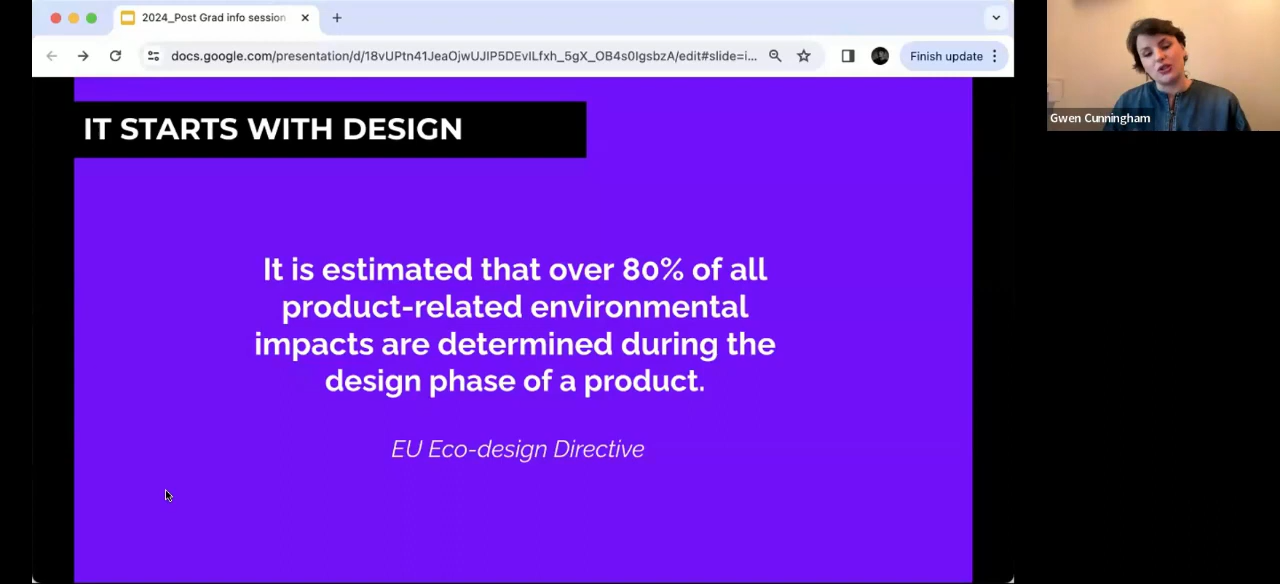 2024_Post Grad info session
docs.google.com/presentation/d/18vUPtn41JeaOjwUJIP5DEvILfxh_5gX_OB4s0IgsbzA/edit#slide=i...
Finish update
Gwen Cunningham
IT STARTS WITH DESIGN
It is estimated that over 80% of all
product-related environmental
impacts are determined during the
design phase of a product.
EU Eco-design Directive